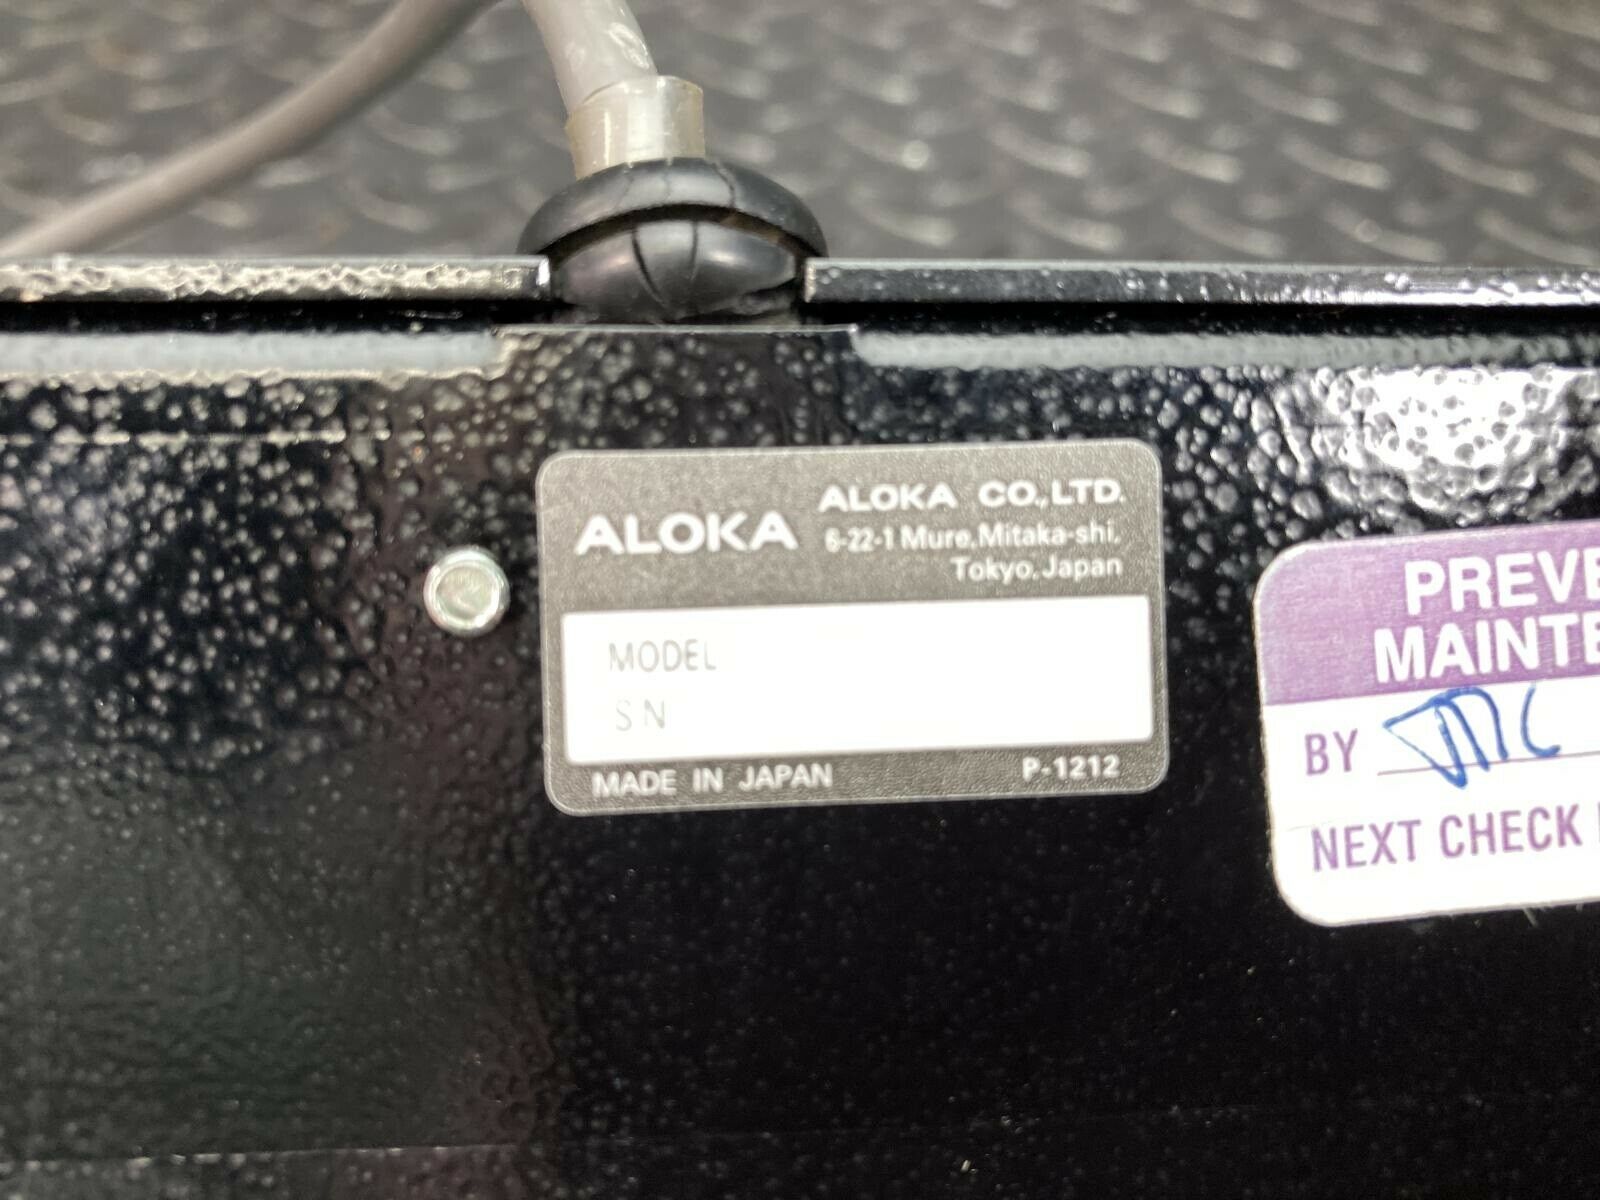 ALOKA
ALOKA CO.,LTD.
6-22-1 Mure, Mitaka-shi,
Tokyo, Japan
MODEL
SN
MADE IN JAPAN P-1212
PREVE
MAINTE
BY
NEXT CHECK